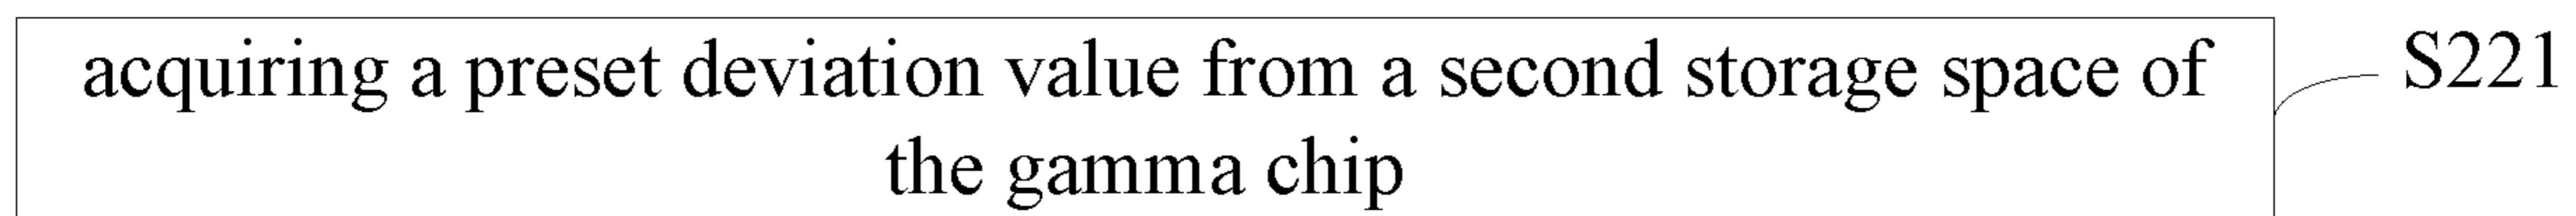 acquiring a preset deviation value from a second storage space of
the gamma chip
S221